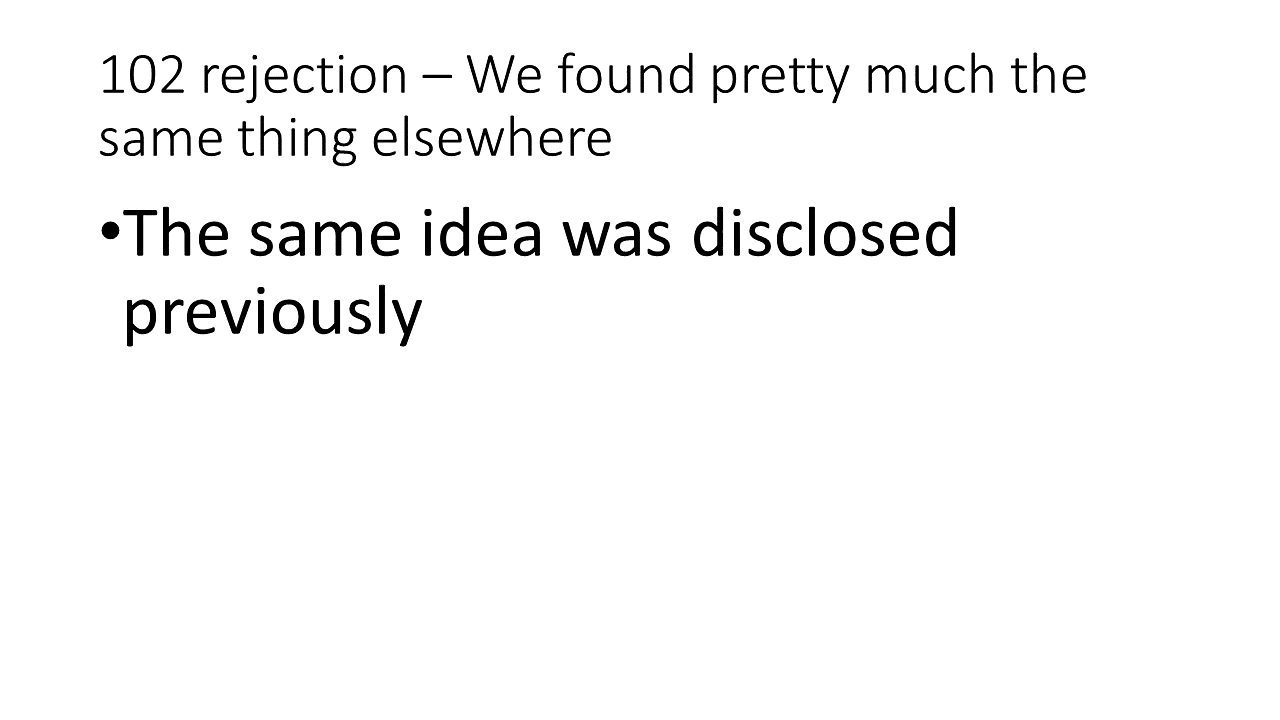 102 rejection – We found pretty much the
same thing elsewhere
•The same idea was disclosed
previously